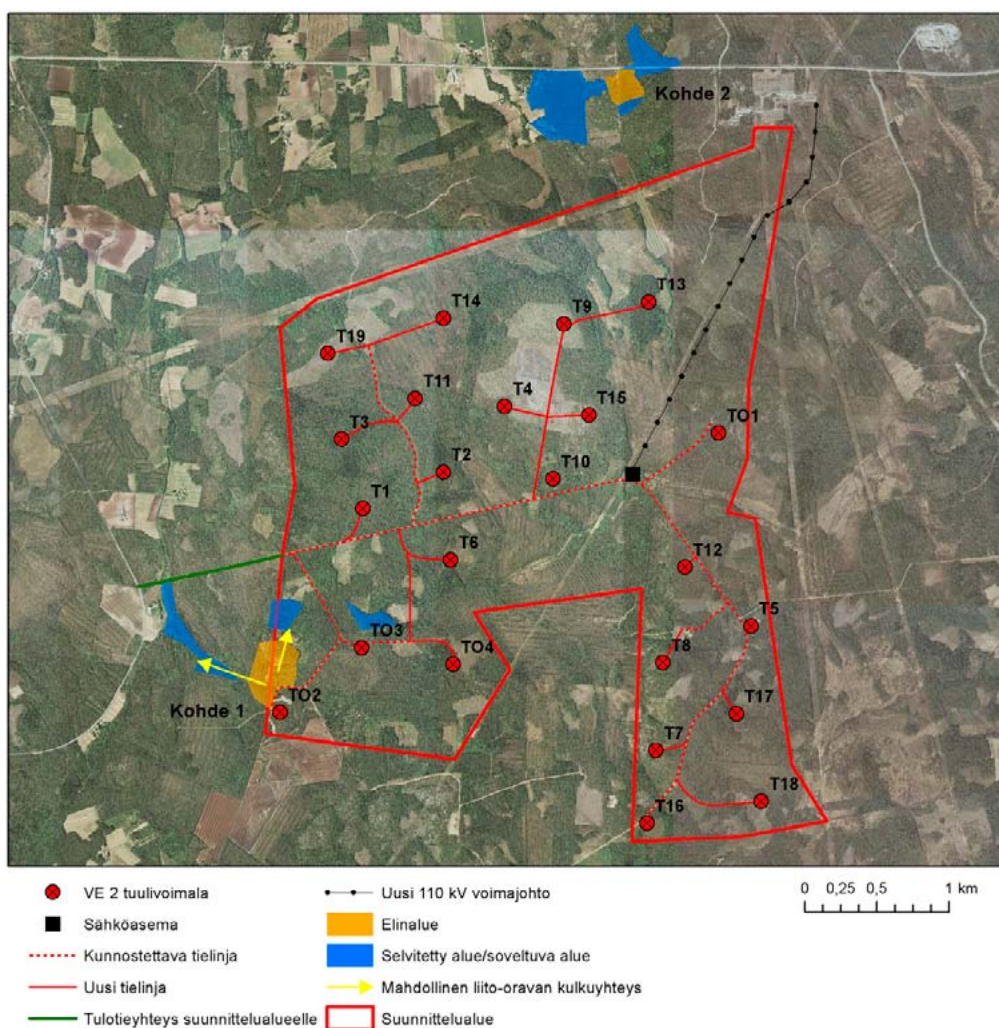 Kohde 2
T13
T9
T14
T19
T11
T4
T15
TO1
T3
T2
T10
T1
T6
T12
T5
TO3
TO4
T8
Kohde 1
TO2
T17
T7
T18
T16
VE 2 tuulivoimala
Sähköasema
Kunnostettava tielinja
Uusi tielinja
Tulotieyhteys suunnittelualueelle
Uusi 110 kV voimajohto
Elinalue
Selvitetty alue/soveltuva alue
Mahdollinen liito-oravan kulkuyhteys
Suunnittelualue
0 0,25 0,5 1 km